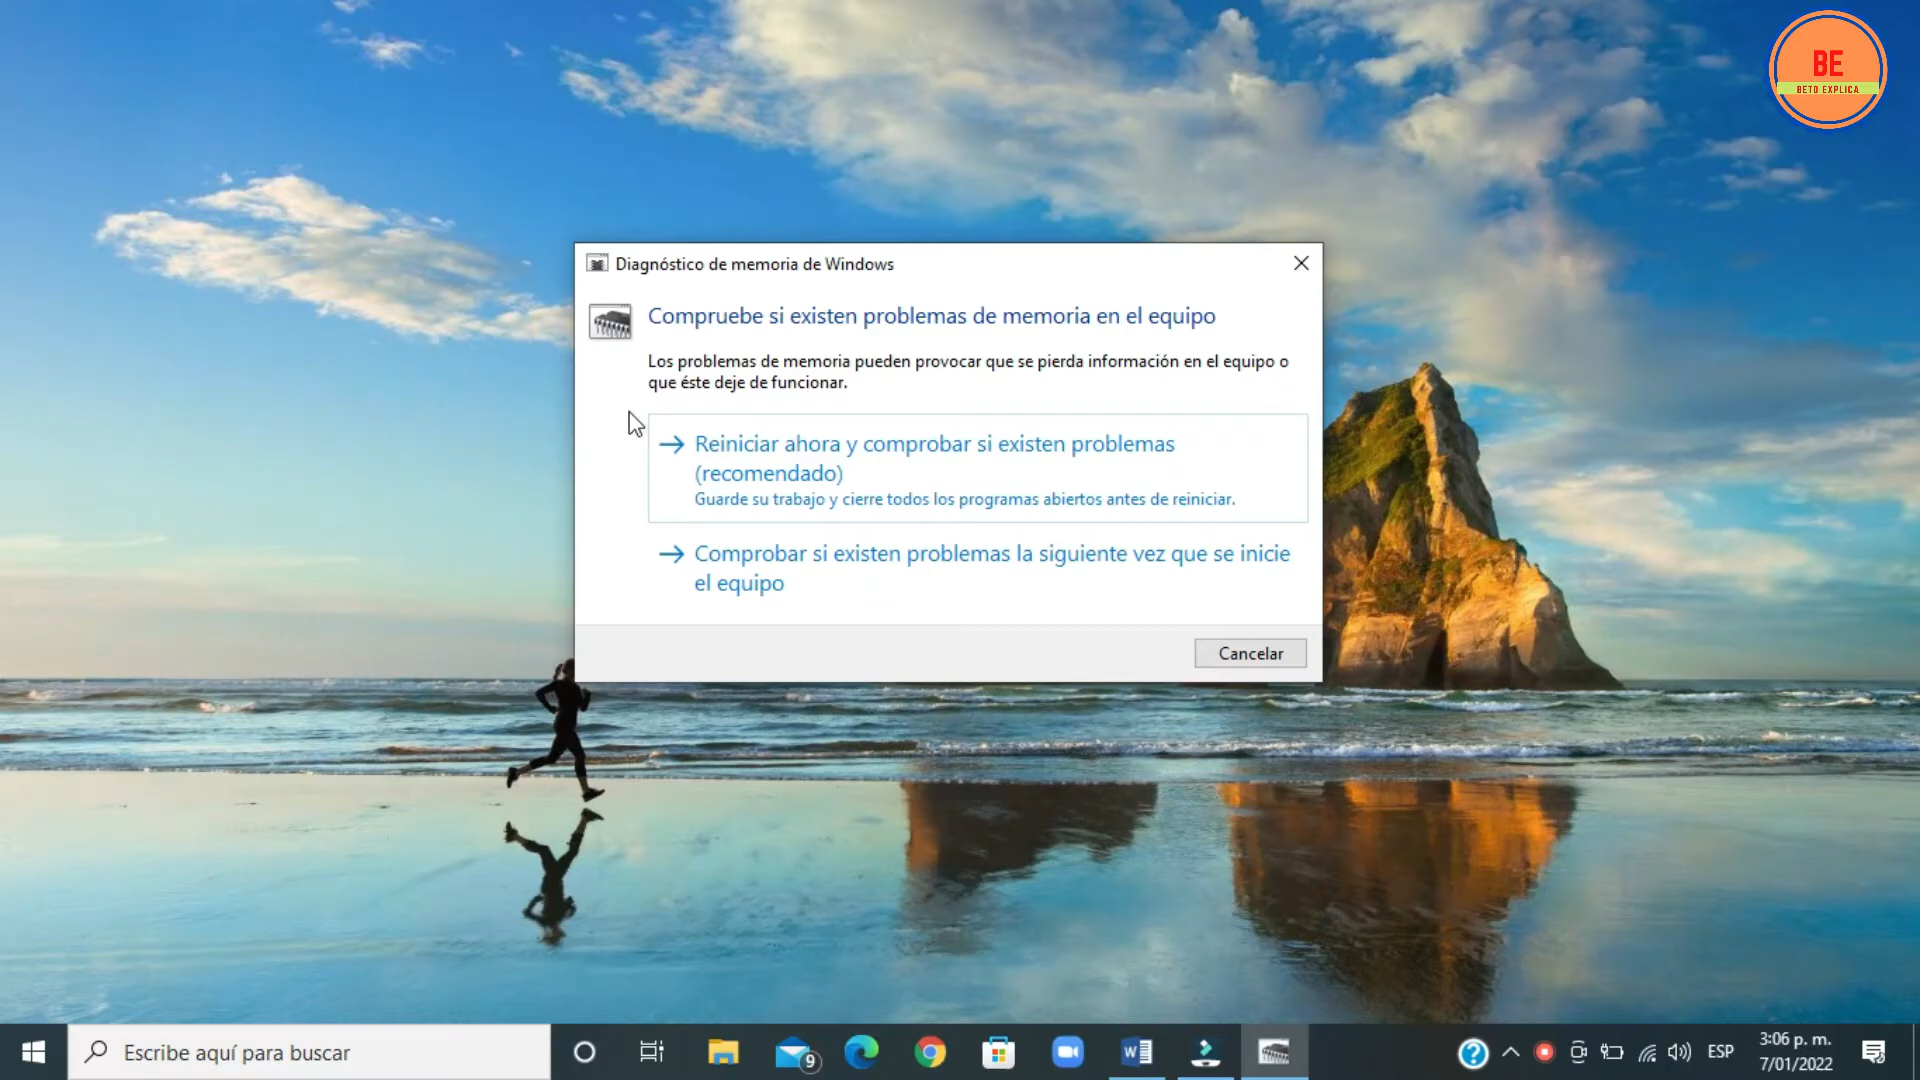 BE
BETO EXPLICA
Diagnóstico de memoria de Windows
Compruebe si existen problemas de memoria en el equipo
Los problemas de memoria pueden provocar que se pierda información en el equipo o
que éste deje de funcionar.
Reiniciar ahora y comprobar si existen problemas
(recomendado)
Guarde su trabajo y cierre todos los programas abiertos antes de reiniciar.
Comprobar si existen problemas la siguiente vez que se inicie
el equipo
Cancelar
Escribe aquí para buscar
9
W
?
ESP
3:06 p. m.
7/01/2022